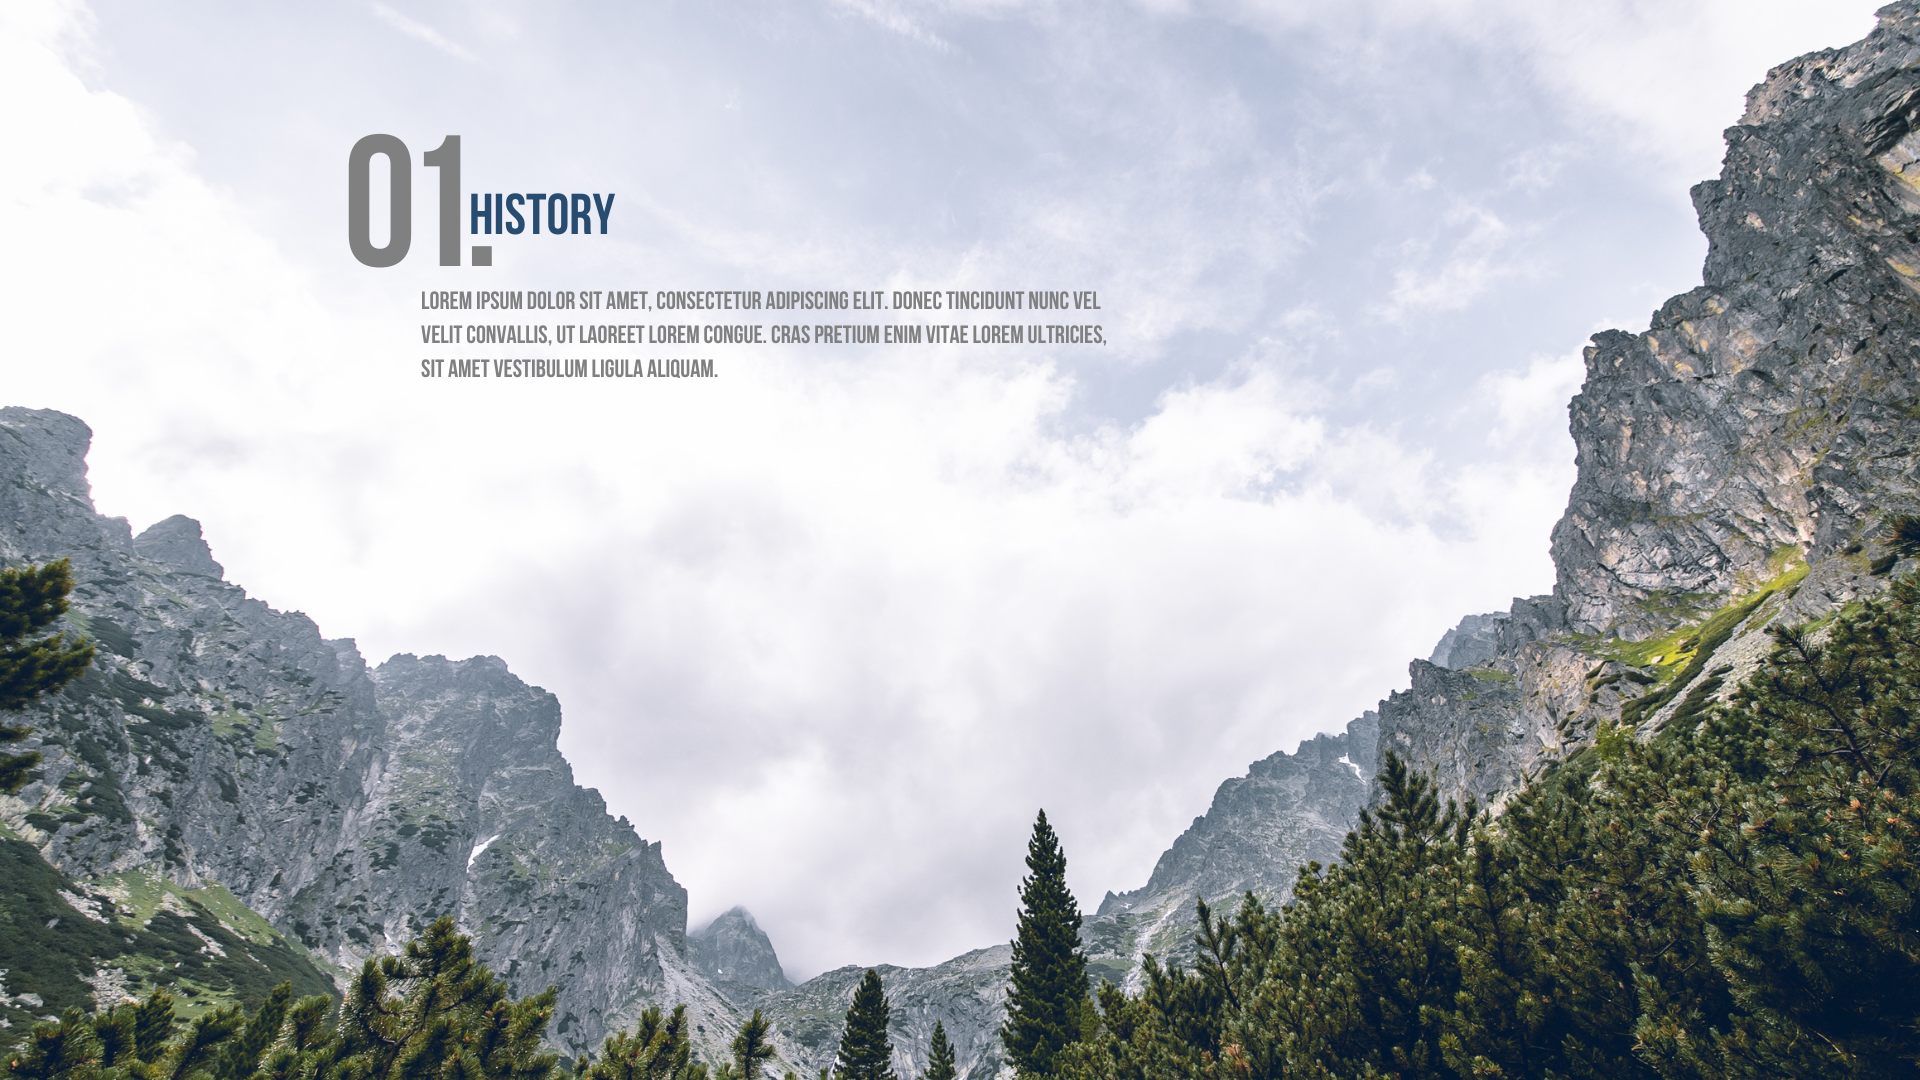 01. HISTORY
LOREM IPSUM DOLOR SIT AMET, CONSECTETUR ADIPISCING ELIT. DONEC TINCIDUNT NUNC VEL
VELIT CONVALLIS, UT LAOREET LOREM CONGUE. CRAS PRETIUM ENIM VITAE LOREM ULTRICIES,
SIT AMET VESTIBULUM LIGULA ALIQUAM.